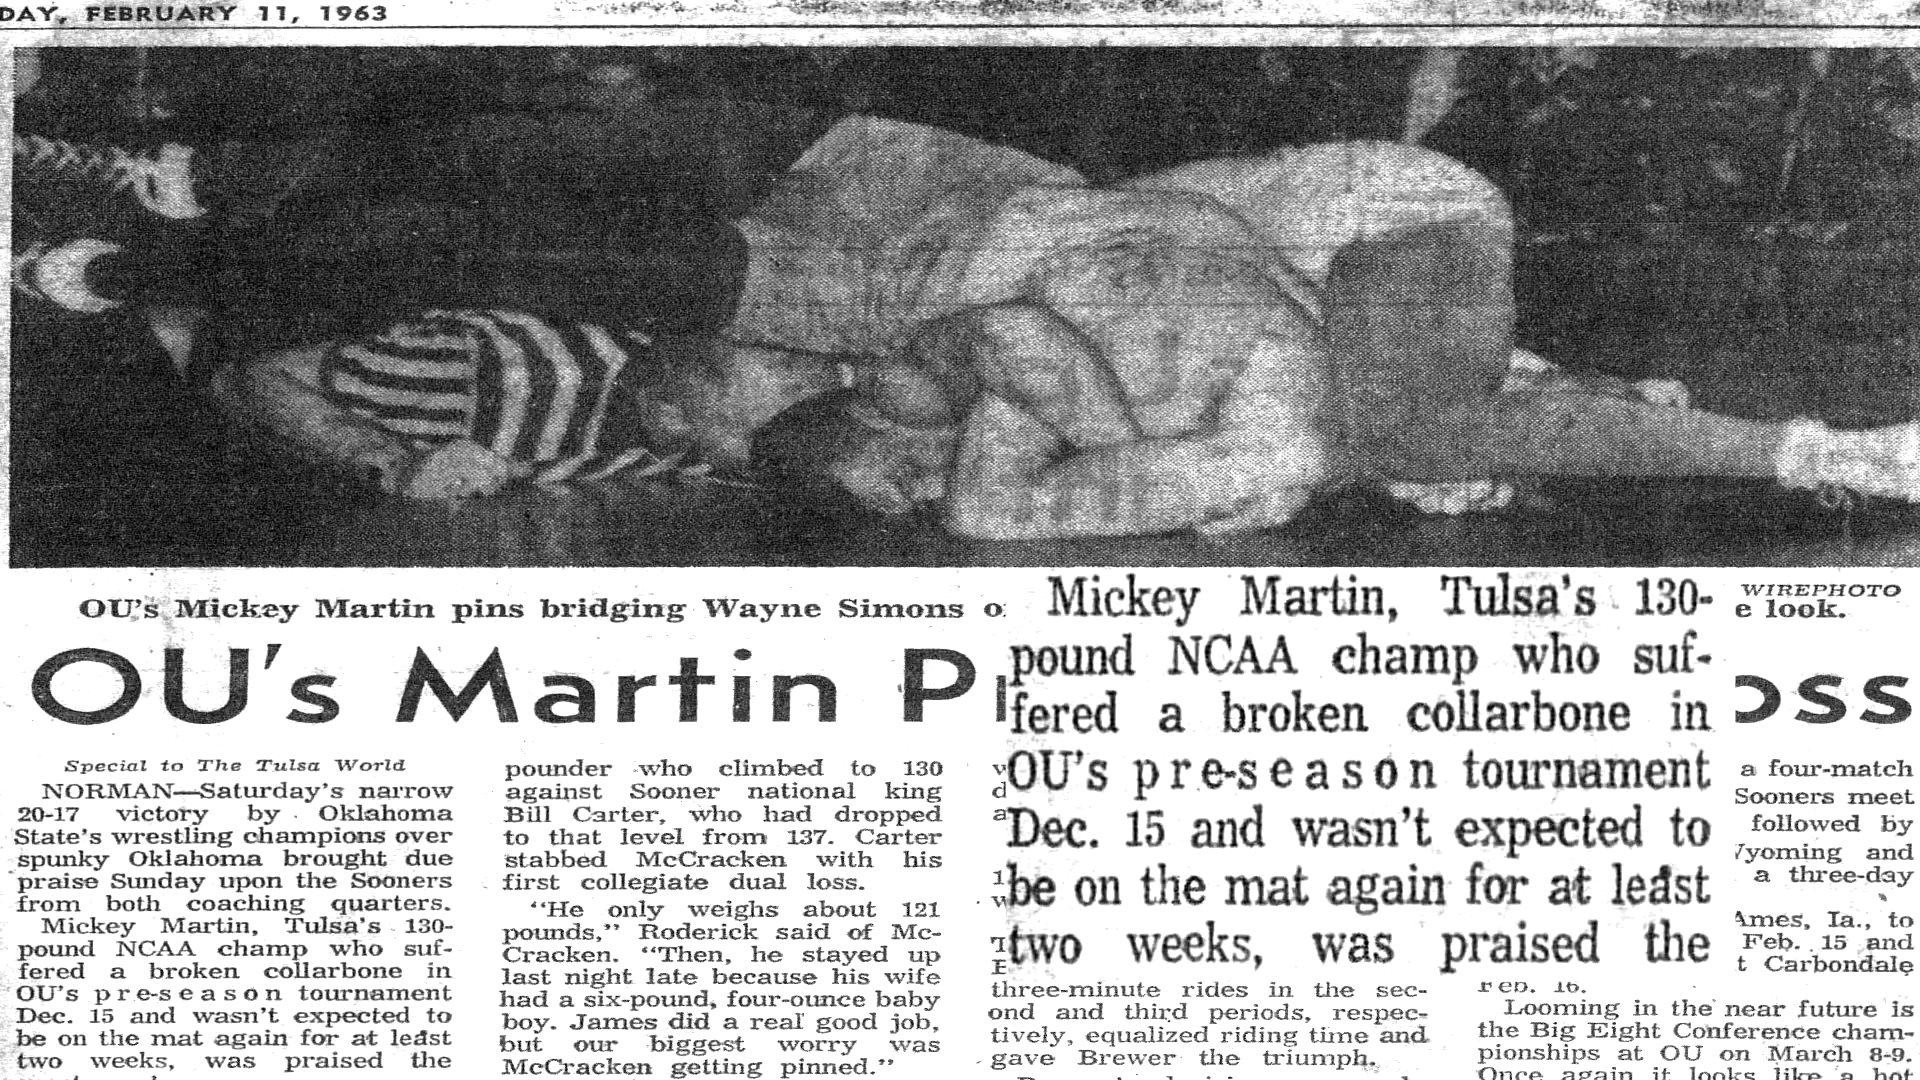 DAY, FEBRUARY 11, 1963
WIREPHOTO
OU's Mickey Martin pins bridging Wayne Simons
e look.
OU's Martin
oss
Special to The Tulsa World
NORMAN—Saturday's narrow
20-17 victory by Oklahoma
State's wrestling champions over
spunky Oklahoma brought due
praise Sunday upon the Sooners
from both coaching quarters.
Mickey Martin, Tulsa's 130-
pound NCAA champ who suf-
fered a broken collarbone in
OU's pre-season tournament
Dec. 15 and wasn't expected to
be on the mat again for at least
two weeks, was praised the
pounder who climbed to 130
against Sooner national king
Bill Carter, who had dropped
to that level from 137. Carter
stabbed McCracken with his
first collegiate dual loss.
"He only weighs about 121
pounds," Roderick said of Mc-
Cracken. "Then, he stayed up
last night late because his wife
had a six-pound, four-ounce baby
boy. James did a real good job,
but our biggest worry was
McCracken getting pinned."
Mickey Martin, Tulsa's 130-
pound NCAA champ who suf-
fered a broken collarbone in
OU's pre-season tournament
Dec. 15 and wasn't expected to
be on the mat again for at least
two weeks, was praised the
three-minute rides in the sec-
ond and third periods, respec-
tively, equalized riding time and
gave Brewer the triumph.
a four-match
Sooners meet
followed by
Wyoming and
a three-day
Ames, Ia., to
Feb. 15 and
t Carbondale
Feb. 16.
Looming in the near future is
the Big Eight Conference cham-
pionships at OU on March 8-9.
Once again it looks like a hot